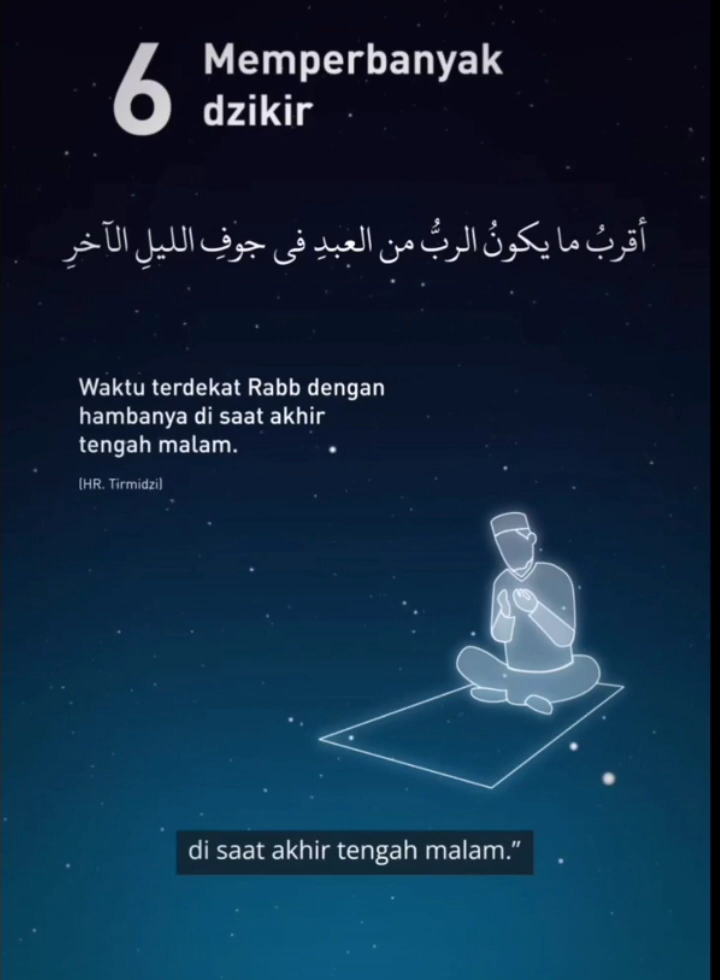 6
Memperbanyak
dzikir
أقربُ ما يكونُ الربُّ من العبدِ فى جوفِ الليلِ الآخرِ
Waktu terdekat Rabb dengan
hambanya di saat akhir
tengah malam.
(HR. Tirmidzi)
di saat akhir tengah malam.”